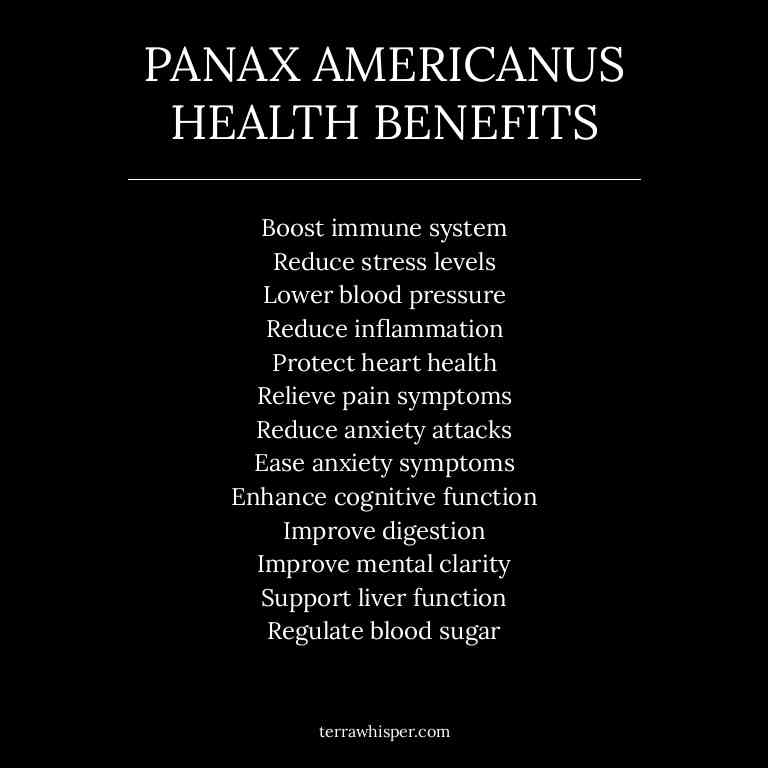 PANAX AMERICANUS
HEALTH BENEFITS
Boost immune system
Reduce stress levels
Lower blood pressure
Reduce inflammation
Protect heart health
Relieve pain symptoms
Reduce anxiety attacks
Ease anxiety symptoms
Enhance cognitive function
Improve digestion
Improve mental clarity
Support liver function
Regulate blood sugar
terrawhisper.com